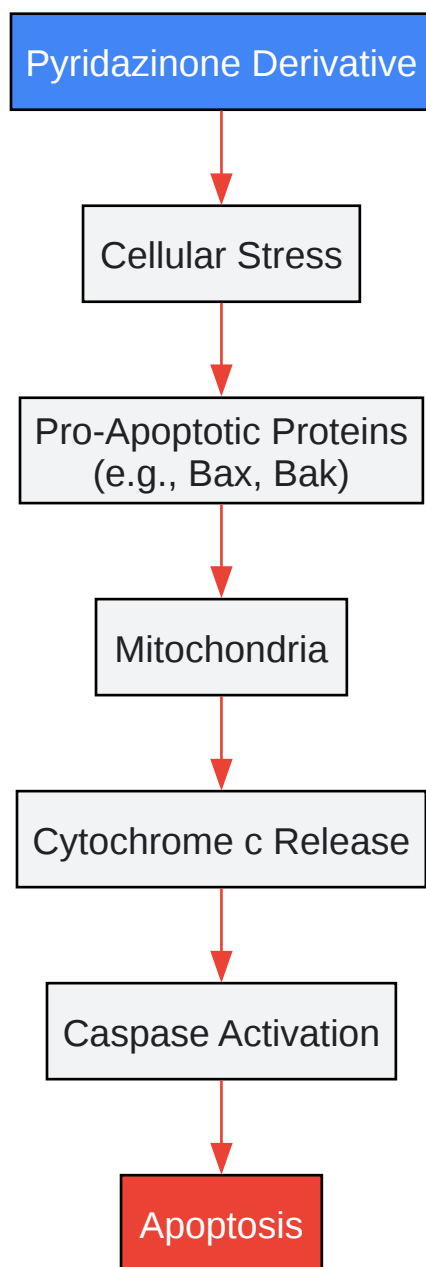 Pyridazinone Derivative
Cellular Stress
Pro-Apoptotic Proteins
(e.g., Bax, Bak)
Mitochondria
Cytochrome c Release
Caspase Activation
Apoptosis